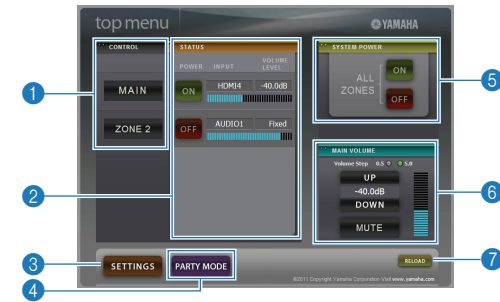 top menu
YAMAHA
CONTROL
MAIN
ZONE 2
STATUS
POWER INPUT VOLUME LEVEL
ON HDMI4 -40.0dB
OFF AUDIO1 Fixed
SYSTEM POWER
ALL ZONES
ON
OFF
MAIN VOLUME
Volume Step 0.5 5.0
UP
-40.0dB
DOWN
MUTE
SETTINGS
PARTY MODE
RELOAD
©2011 Copyright Yamaha Corporation Visit www.yamaha.com
1
2
3
4
5
6
7